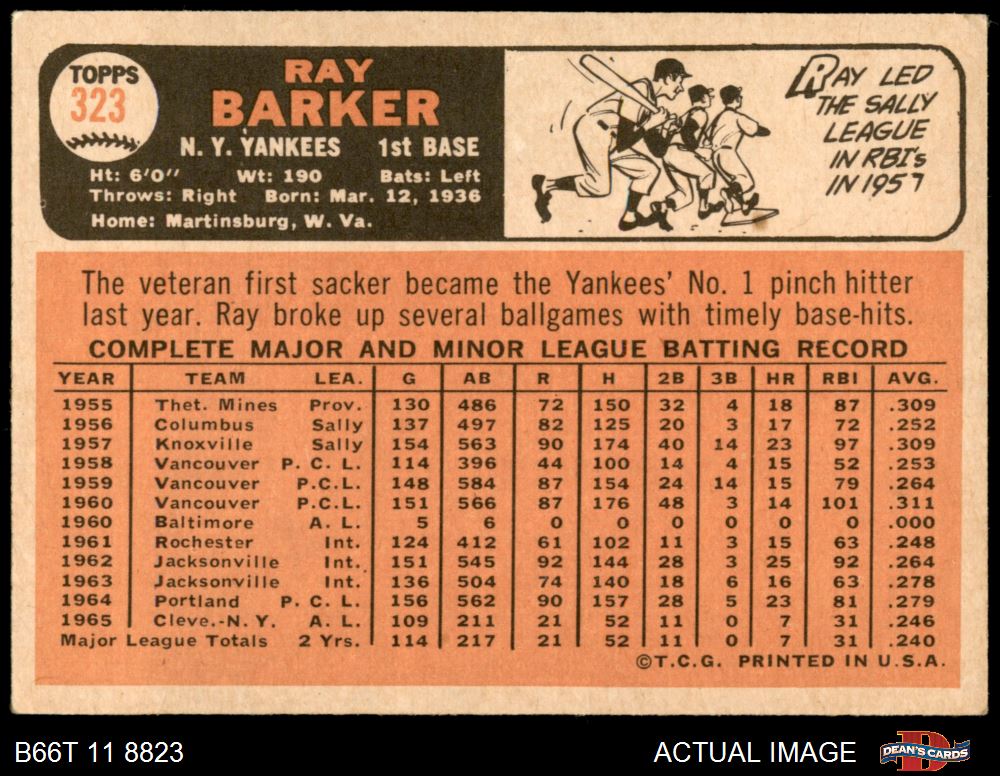 TOPPS
323
RAY
BARKER
N. Y. YANKEES 1st BASE
Ht: 6'0" Wt: 190 Bats: Left
Throws: Right Born: Mar. 12, 1936
Home: Martinsburg, W. Va.
RAY LED
THE SALLY
LEAGUE
IN RBI's
IN 1957
The veteran first sacker became the Yankees' No. 1 pinch hitter
last year. Ray broke up several ballgames with timely base-hits.
COMPLETE MAJOR AND MINOR LEAGUE BATTING RECORD
YEAR TEAM LEA. G AB R H 2B 3B HR RBI AVG.
1955 Thet. Mines Prov. 130 486 72 150 32 4 18 87 .309
1956 Columbus Sally 137 497 82 125 20 3 17 72 .252
1957 Knoxville Sally 154 563 90 174 40 14 23 97 .309
1958 Vancouver P. C. L. 114 396 44 100 14 4 15 52 .253
1959 Vancouver P.C.L. 148 584 87 154 24 14 15 79 .264
1960 Vancouver P.C.L. 151 566 87 176 48 3 14 101 .311
1960 Baltimore A. L. 5 6 0 0 0 0 0 0 .000
1961 Rochester Int. 124 412 61 102 11 3 15 63 .248
1962 Jacksonville Int. 151 545 92 144 28 3 25 92 .264
1963 Jacksonville Int. 136 504 74 140 18 6 16 63 .278
1964 Portland P. C. L. 156 562 90 157 28 5 23 81 .279
1965 Cleve.-N. Y. A. L. 109 211 21 52 11 0 7 31 .246
Major League Totals 2 Yrs. 114 217 21 52 11 0 7 31 .240
©T.C.G. PRINTED IN U.S.A.
B66T 11 8823 ACTUAL IMAGE DEAN'S CARDS